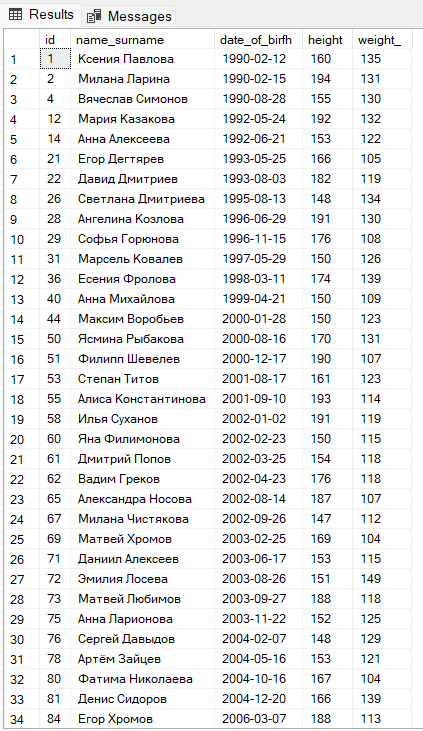 Results Messages
id name_surname date_of_birfh height weight_
1 1 Ксения Павлова 1990-02-12 160 135
2 2 Милана Ларина 1990-02-15 194 131
3 4 Вячеслав Симонов 1990-08-28 155 130
4 12 Мария Казакова 1992-05-24 192 132
5 14 Анна Алексеева 1992-06-21 153 122
6 21 Егор Дегтярев 1993-05-25 166 105
7 22 Давид Дмитриев 1993-08-03 182 119
8 26 Светлана Дмитриева 1995-08-13 148 134
9 28 Ангелина Козлова 1996-06-29 191 130
10 29 Софья Горюнова 1996-11-15 176 108
11 31 Марсель Ковалев 1997-05-29 150 126
12 36 Есения Фролова 1998-03-11 174 139
13 40 Анна Михайлова 1999-04-21 150 109
14 44 Максим Воробьев 2000-01-28 150 123
15 50 Ясмина Рыбакова 2000-08-16 170 131
16 51 Филипп Шевелев 2000-12-17 190 107
17 53 Степан Титов 2001-08-17 161 123
18 55 Алиса Константинова 2001-09-10 193 114
19 58 Илья Суханов 2002-01-02 191 119
20 60 Яна Филимонова 2002-02-23 150 115
21 61 Дмитрий Попов 2002-03-25 154 118
22 62 Вадим Греков 2002-04-23 176 118
23 65 Александра Носова 2002-08-14 187 107
24 67 Милана Чистякова 2002-09-26 147 112
25 69 Матвей Хромов 2003-02-25 169 104
26 71 Даниил Алексеев 2003-06-17 153 115
27 72 Эмилия Лосева 2003-08-26 151 149
28 73 Матвей Любимов 2003-09-27 188 118
29 75 Анна Ларионова 2003-11-22 152 125
30 76 Сергей Давыдов 2004-02-07 148 129
31 78 Артём Зайцев 2004-05-16 153 121
32 80 Фатима Николаева 2004-10-16 167 104
33 81 Денис Сидоров 2004-12-20 166 139
34 84 Егор Хромов 2006-03-07 188 113